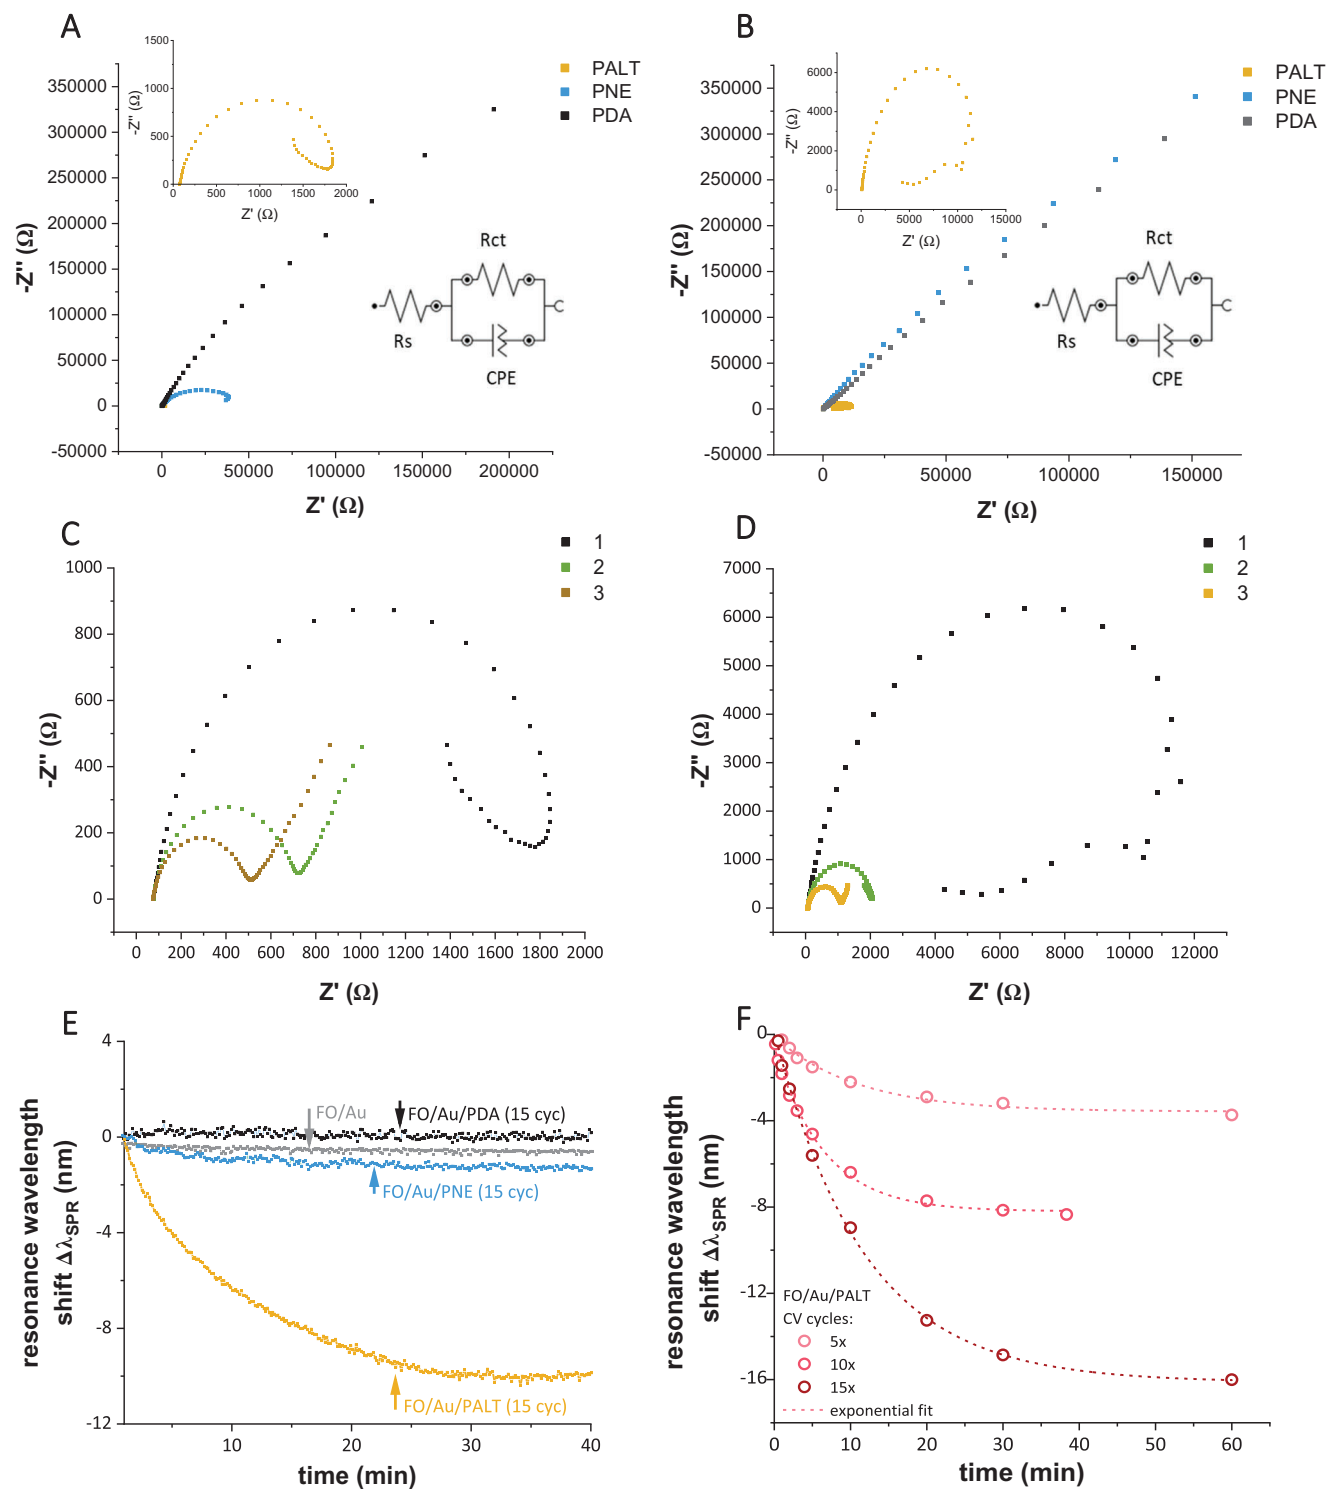 A
1500
1000
500
0
-Z'' (Ω)
0 500 1000 1500 2000
Z' (Ω)
PALT
PNE
PDA
350000
300000
250000
200000
150000
100000
50000
0
-50000
-Z'' (Ω)
Rct
Rs
CPE
0 50000 100000 150000 200000
Z' (Ω)
B
6000
4000
2000
0
-Z'' (Ω)
0 5000 10000 15000
Z' (Ω)
PALT
PNE
PDA
350000
300000
250000
200000
150000
100000
50000
0
-50000
-Z'' (Ω)
Rct
Rs
CPE
0 50000 100000 150000
Z' (Ω)
C
1
2
3
1000
800
600
400
200
0
-Z'' (Ω)
0 200 400 600 800 1000 1200 1400 1600 1800 2000
Z' (Ω)
D
1
2
3
7000
6000
5000
4000
3000
2000
1000
0
-Z'' (Ω)
0 2000 4000 6000 8000 10000 12000
Z' (Ω)
E
4
0
-4
-8
-12
resonance wavelength
shift ΔλSPR (nm)
FO/Au
FO/Au/PDA (15 cyc)
FO/Au/PNE (15 cyc)
FO/Au/PALT (15 cyc)
10 20 30 40
time (min)
F
0
-4
-8
-12
-16
resonance wavelength
shift ΔλSPR (nm)
FO/Au/PALT
CV cycles:
5x
10x
15x
exponential fit
0 10 20 30 40 50 60
time (min)